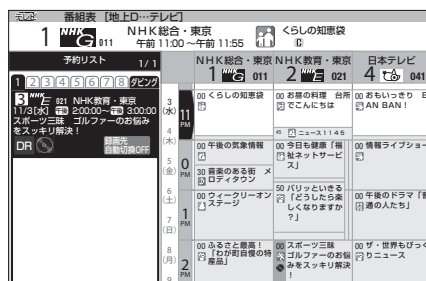 番組表 [地上D…テレビ]
1 NHKG 011 NHK総合・東京 くらしの知恵袋
午前 11:00 ～午前 11:55
予約リスト 1/ 1
1 2 3 4 5 6 7 8 ダビング
3 NHKE 021 NHK教育・東京
11/3[水] 午後 2:00:00～午後 3:00:00
スポーツ三昧 ゴルファーのお悩み
をスッキリ解決！
DR 録画先
自動切換OFF
3
(水)
4
(木)
5
(金)
6
(土)
7
(日)
8
(月)
9
11
PM
0
PM
1
PM
2
PM
NHK総合・東京
1 NHKG 011
00 くらしの知恵袋
00 午後の気象情報
30 音楽のある街 メ
ロディタウン
00 ウィークリーオン
ステージ
00 ふるさと最高！
「わが町自慢の特
産品」
NHK教育・東京
2 NHKE 021
00 お昼の料理 台所
でこんにちは
45 ニュース1145
00 今日も健康「福
祉ネットサービ
ス」
50 パリッといきる
「どうしたら楽
しくなりますか
？」
00 スポーツ三昧
ゴルファーのお悩
みをスッキリ解決
！
日本テレビ
4 041
00 おもいっきり E
AN BAN！
00 情報ライブショー
00 午後のドラマ「
通の人たち」
00 ザ・世界もびっく
りニュース